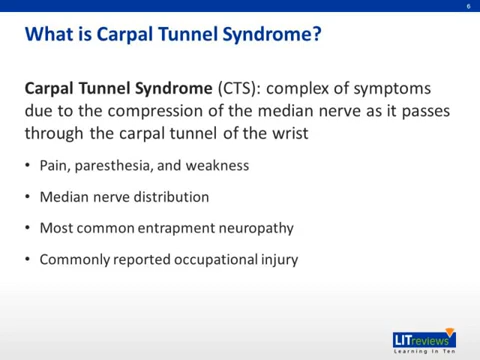 6
What is Carpal Tunnel Syndrome?
Carpal Tunnel Syndrome (CTS): complex of symptoms
due to the compression of the median nerve as it passes
through the carpal tunnel of the wrist
• Pain, paresthesia, and weakness
• Median nerve distribution
• Most common entrapment neuropathy
• Commonly reported occupational injury
LITreviews
Learning In Ten